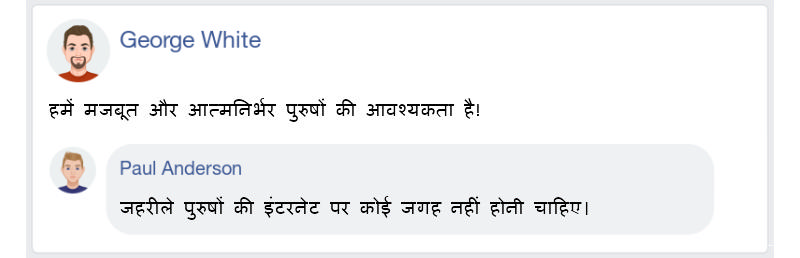 George White
हमें मजबूत और आत्मनिर्भर पुरुषों की आवश्यकता है!
Paul Anderson
जहरीले पुरुषों की इंटरनेट पर कोई जगह नहीं होनी चाहिए।